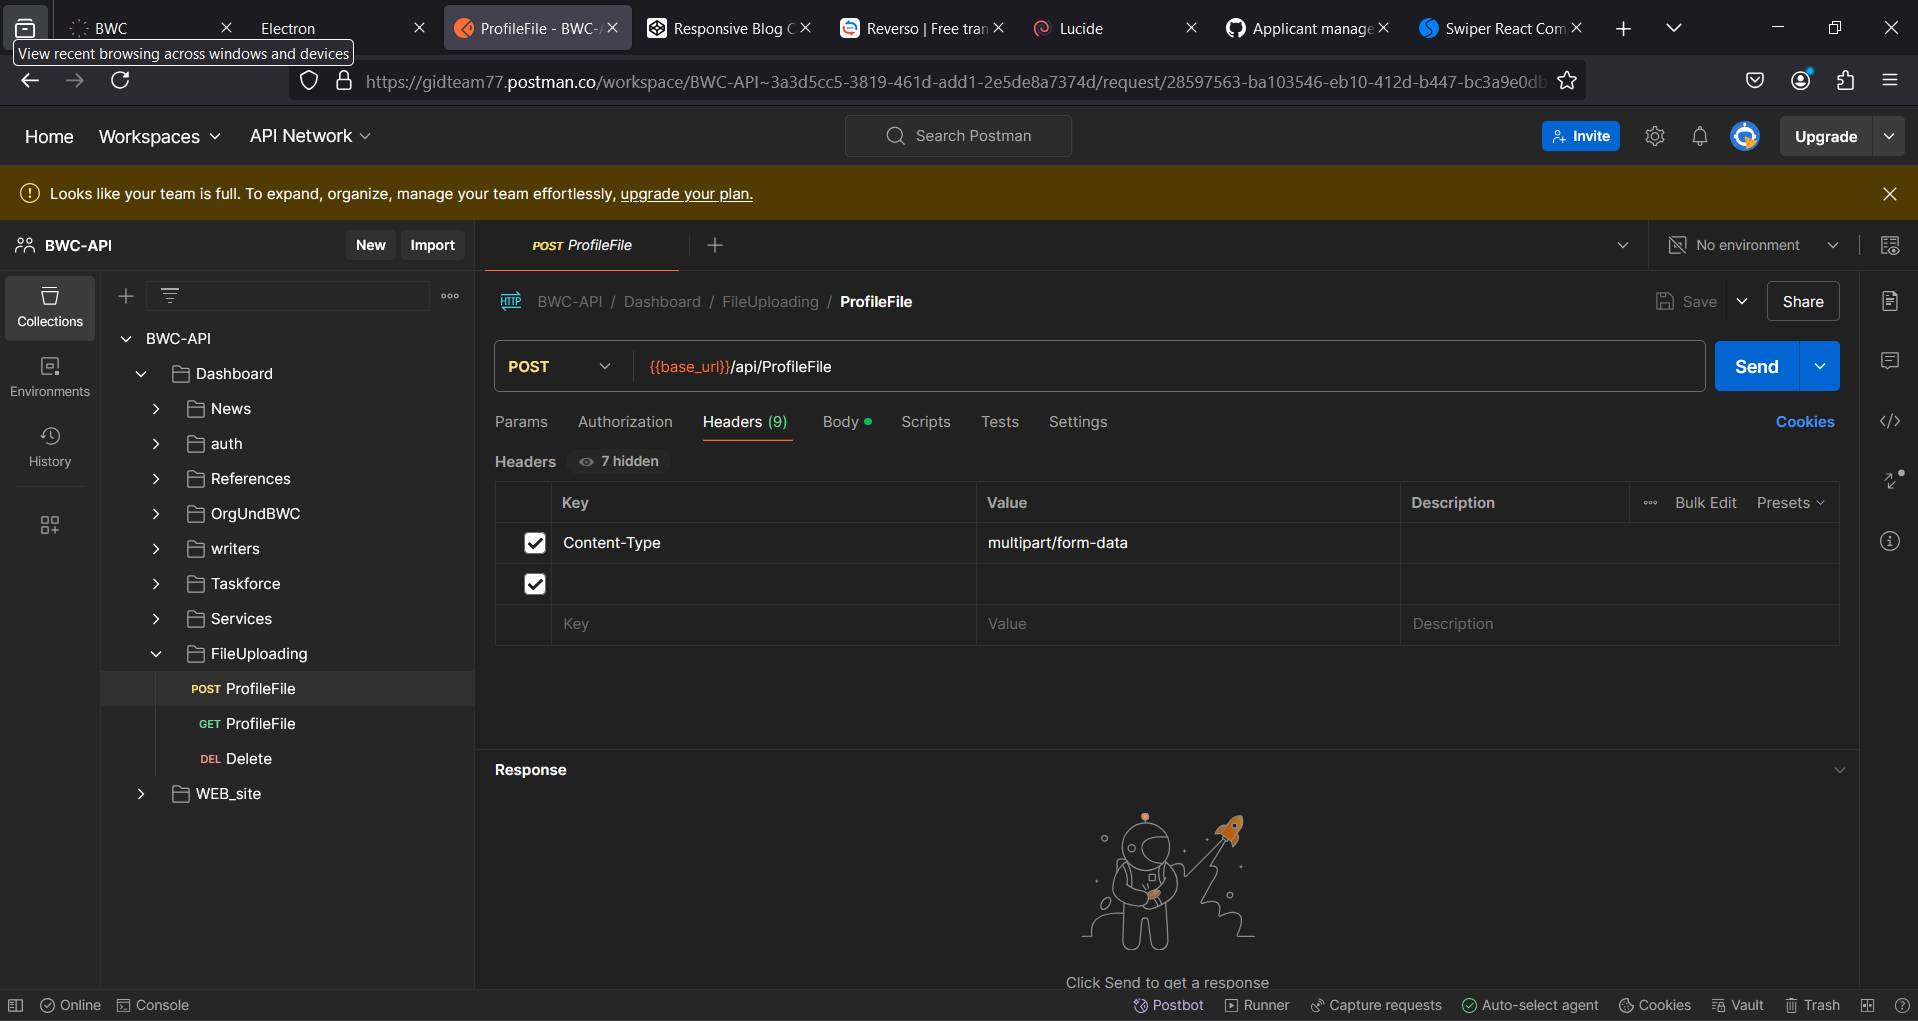 BWC
Electron
ProfileFile - BWC-A
Responsive Blog C
Reverso | Free tran
Lucide
Applicant manage
Swiper React Com
View recent browsing across windows and devices
https://gidteam77.postman.co/workspace/BWC-API~3a3d5cc5-3819-461d-add1-2e5de8a7374d/request/28597563-ba103546-eb10-412d-b447-bc3a9e0db
Home
Workspaces
API Network
Search Postman
Invite
Upgrade
Looks like your team is full. To expand, organize, manage your team effortlessly, upgrade your plan.
BWC-API
New
Import
POST ProfileFile
No environment
Collections
Environments
History
BWC-API
Dashboard
News
auth
References
OrgUndBWC
writers
Taskforce
Services
FileUploading
POST ProfileFile
GET ProfileFile
DEL Delete
WEB_site
HTTP BWC-API / Dashboard / FileUploading / ProfileFile
Save
Share
POST
{{base_url}}/api/ProfileFile
Send
Params Authorization Headers (9) Body Scripts Tests Settings
Cookies
Headers 7 hidden
Key Value Description Bulk Edit Presets
Content-Type multipart/form-data
Key Value Description
Response
Click Send to get a response
Online Console Postbot Runner Capture requests Auto-select agent Cookies Vault Trash